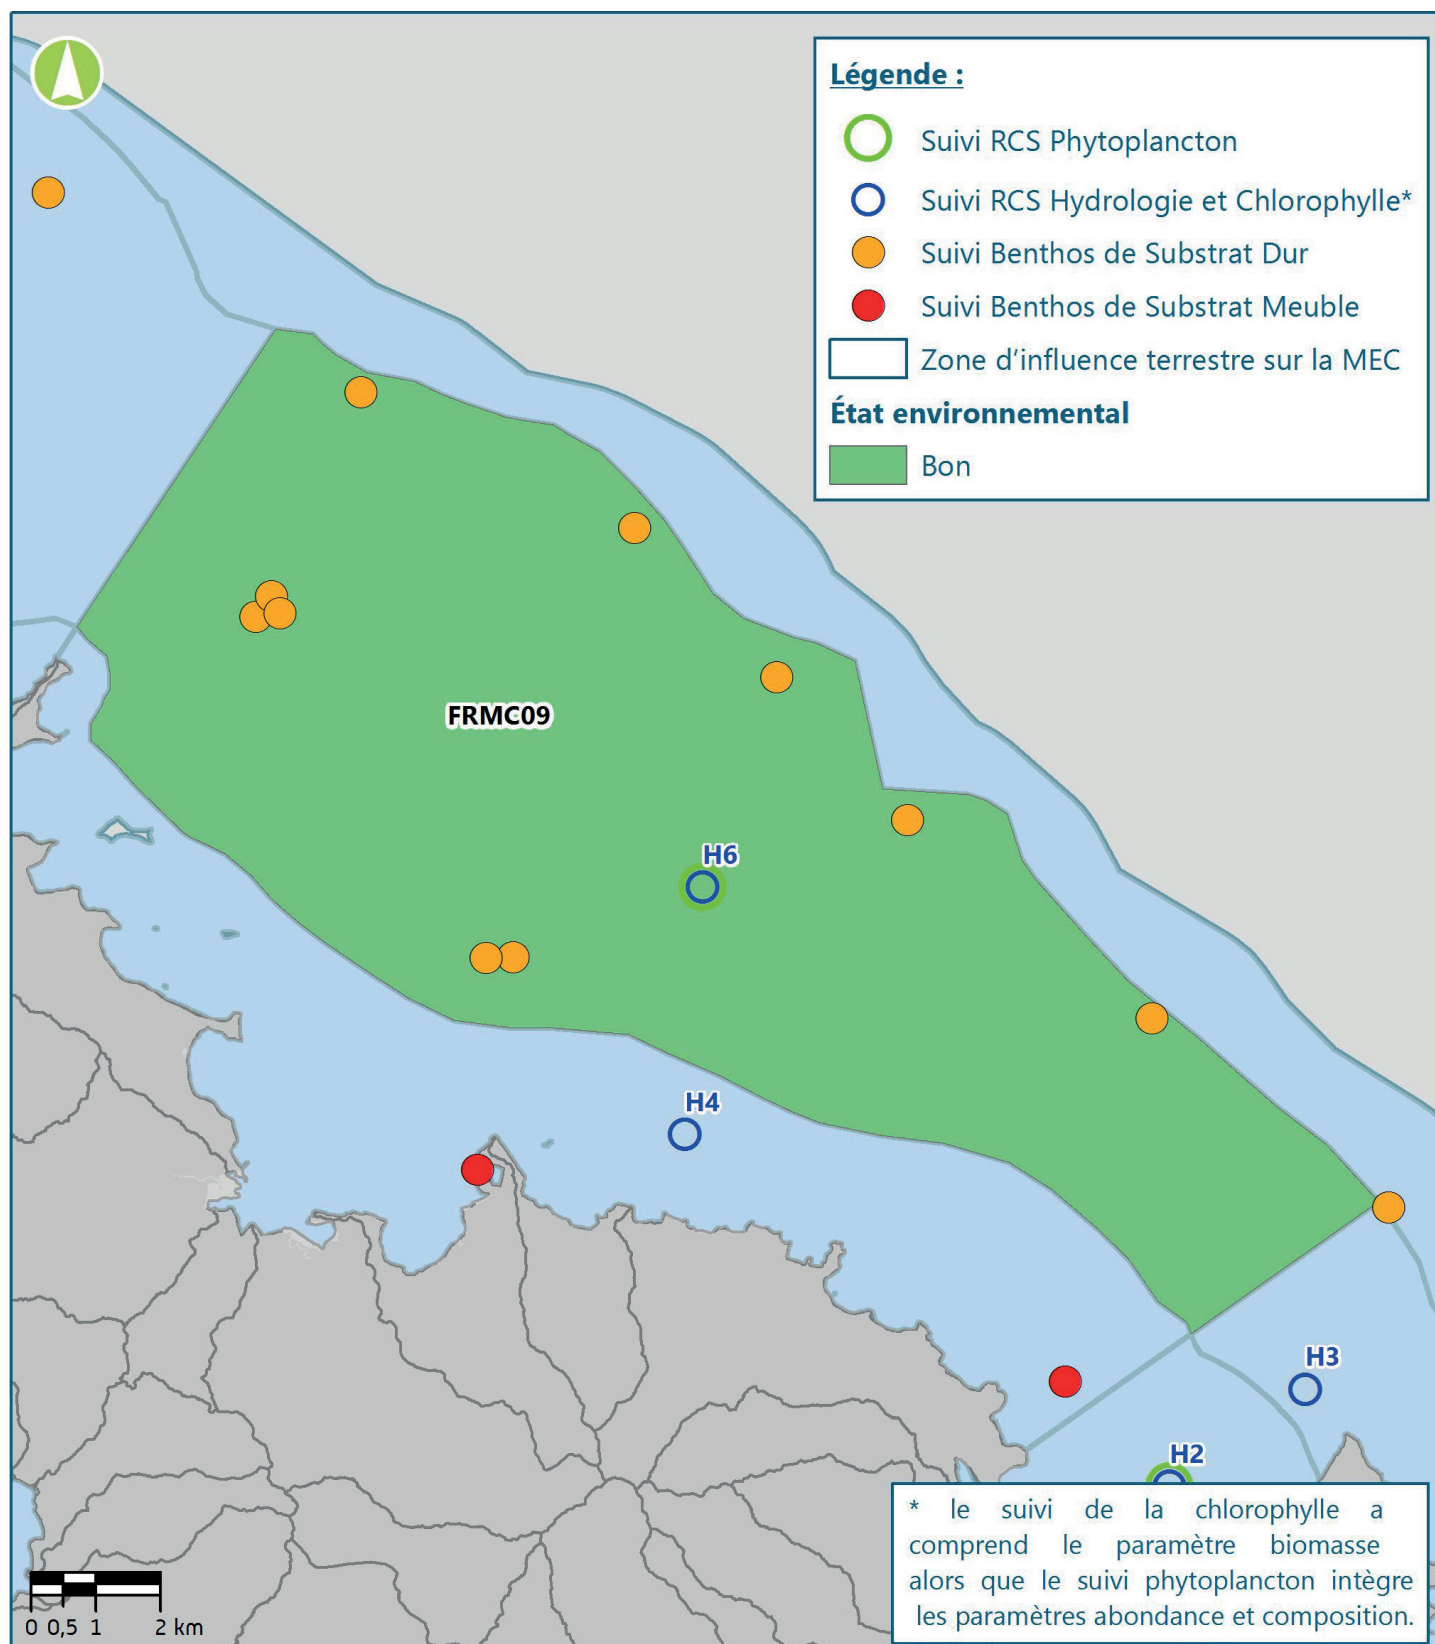 Légende :
Suivi RCS Phytoplancton
Suivi RCS Hydrologie et Chlorophylle*
Suivi Benthos de Substrat Dur
Suivi Benthos de Substrat Meuble
Zone d’influence terrestre sur la MEC
État environnemental
Bon
FRMC09
H6
H4
H3
H2
* le suivi de la chlorophylle a
comprend le paramètre biomasse
alors que le suivi phytoplancton intègre
les paramètres abondance et composition.
0 0,5 1 2 km